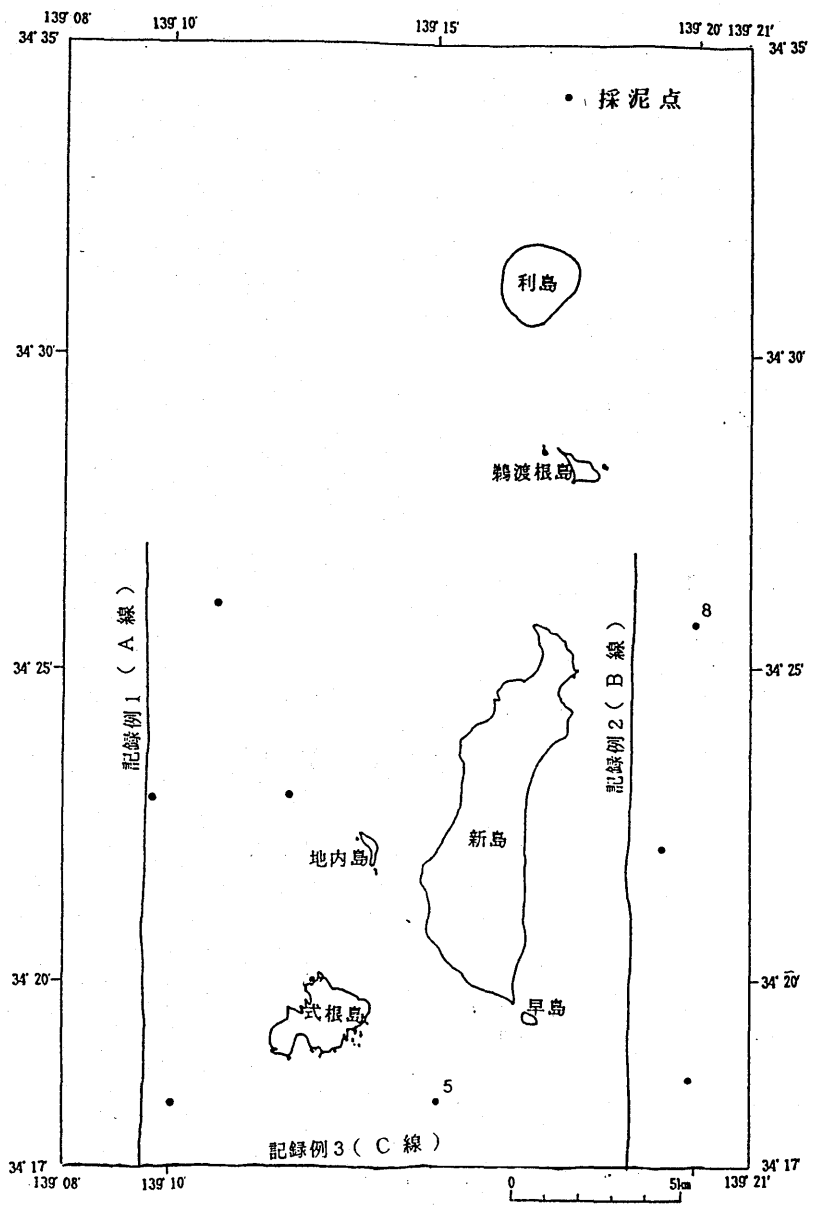 139° 08' 139° 10' 139° 15' 139° 20' 139° 21'
34° 35' 34° 35'
• 採泥点
利島
34° 30' 34° 30'
鵜渡根島
記録例1(A線)
記録例2(B線)
8
34° 25' 34° 25'
新島
地内島
34° 20' 34° 20'
式根島
早島
5
記録例3(C線)
34° 17' 34° 17'
139° 08' 139° 10' 0 5km 139° 21'